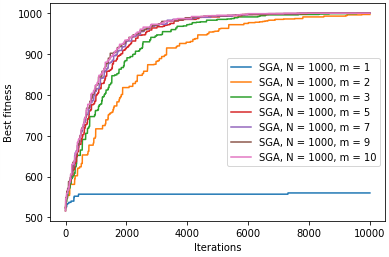 1000
900
800
700
600
500
Best fitness
0
2000
4000
6000
8000
10000
Iterations
SGA, N = 1000, m = 1
SGA, N = 1000, m = 2
SGA, N = 1000, m = 3
SGA, N = 1000, m = 5
SGA, N = 1000, m = 7
SGA, N = 1000, m = 9
SGA, N = 1000, m = 10